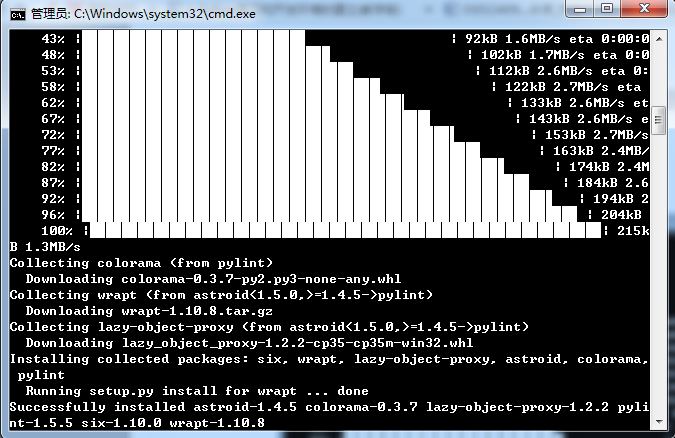 管理员: C:\Windows\system32\cmd.exe
43% | | 92kB 1.6MB/s eta 0:00:0
48% | | 102kB 1.7MB/s eta 0:0
53% | | 112kB 2.6MB/s eta 0:
58% | | 122kB 2.7MB/s eta
62% | | 133kB 2.6MB/s et
67% | | 143kB 2.6MB/s e
72% | | 153kB 2.7MB/s
77% | | 163kB 2.4MB/
82% | | 174kB 2.4M
87% | | 184kB 2.6
92% | | 194kB 2
96% | | 204kB
100% | | 215k
B 1.3MB/s
Collecting colorama (from pylint)
Downloading colorama-0.3.7-py2.py3-none-any.whl
Collecting wrapt (from astroid<1.5.0,>=1.4.5->pylint)
Downloading wrapt-1.10.8.tar.gz
Collecting lazy-object-proxy (from astroid<1.5.0,>=1.4.5->pylint)
Downloading lazy_object_proxy-1.2.2-cp35-cp35m-win32.whl
Installing collected packages: six, wrapt, lazy-object-proxy, astroid, colorama,
pylint
Running setup.py install for wrapt ... done
Successfully installed astroid-1.4.5 colorama-0.3.7 lazy-object-proxy-1.2.2 pyli
nt-1.5.5 six-1.10.0 wrapt-1.10.8